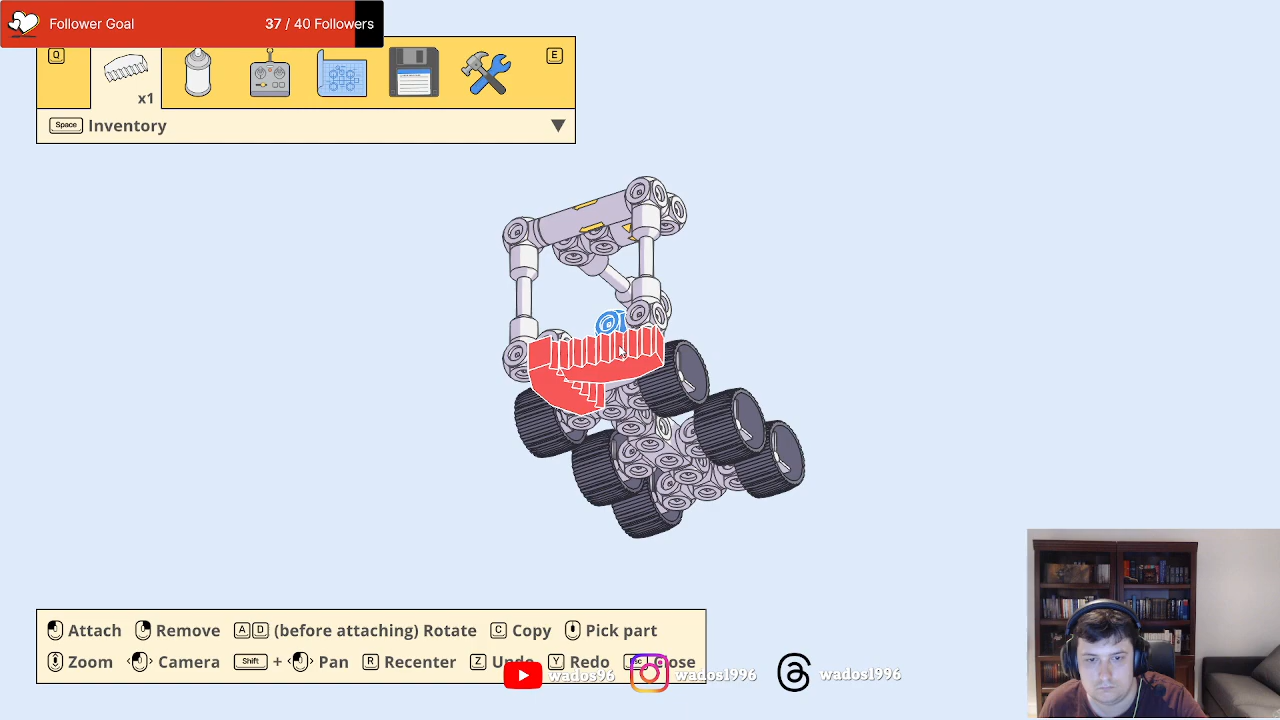 Follower Goal 37 / 40 Followers
Q E
x1
Space Inventory
Attach Remove A D (before attaching) Rotate C Copy Pick part
Zoom Camera Shift + Pan R Recenter Z Undo Y Redo Close
wados96 wados1996 wados1996